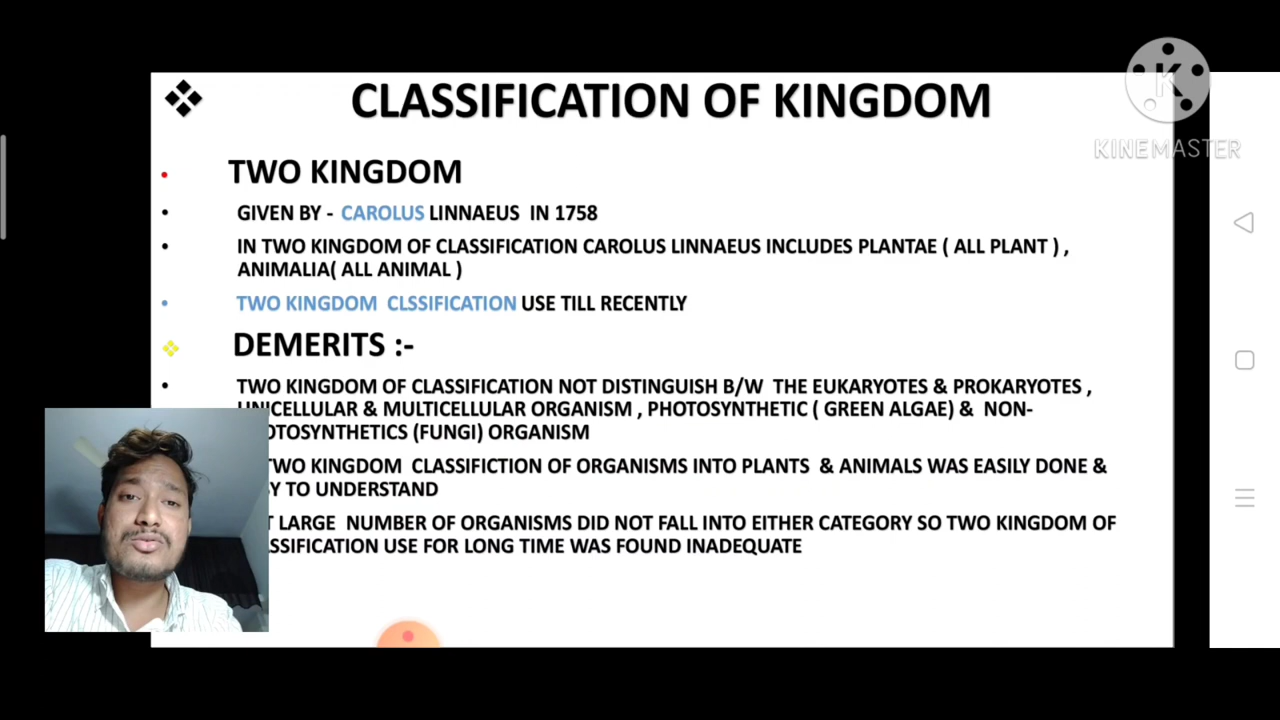 CLASSIFICATION OF KINGDOM
KINEMASTER
TWO KINGDOM
GIVEN BY - CAROLUS LINNAEUS IN 1758
IN TWO KINGDOM OF CLASSIFICATION CAROLUS LINNAEUS INCLUDES PLANTAE ( ALL PLANT ) ,
ANIMALIA( ALL ANIMAL )
TWO KINGDOM CLSSIFICATION USE TILL RECENTLY
DEMERITS :-
TWO KINGDOM OF CLASSIFICATION NOT DISTINGUISH B/W THE EUKARYOTES & PROKARYOTES ,
UNICELLULAR & MULTICELLULAR ORGANISM , PHOTOSYNTHETIC ( GREEN ALGAE) & NON-
OTOSYNTHETICS (FUNGI) ORGANISM
TWO KINGDOM CLASSIFICTION OF ORGANISMS INTO PLANTS & ANIMALS WAS EASILY DONE &
TO UNDERSTAND
LARGE NUMBER OF ORGANISMS DID NOT FALL INTO EITHER CATEGORY SO TWO KINGDOM OF
SSIFICATION USE FOR LONG TIME WAS FOUND INADEQUATE